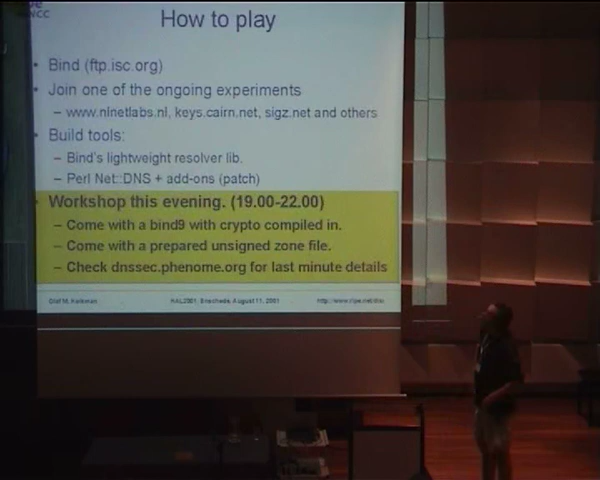 NCC
How to play
• Bind (ftp.isc.org)
• Join one of the ongoing experiments
– www.nlnetlabs.nl, keys.cairn.net, sigz.net and others
• Build tools:
– Bind's lightweight resolver lib.
– Perl Net::DNS + add-ons (patch)
• Workshop this evening. (19.00-22.00)
– Come with a bind9 with crypto compiled in.
– Come with a prepared unsigned zone file.
– Check dnssec.phenome.org for last minute details
Olaf M. Kolkman HAL2001, Enschede, August 11, 2001 http://www.ripe.net/disi